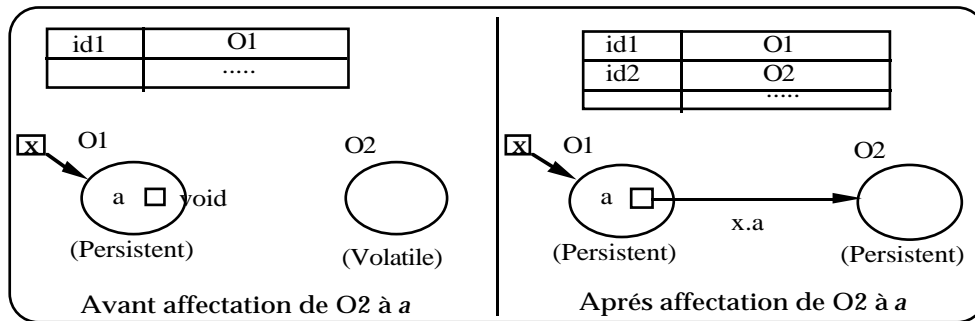 id1 O1
.....
x O1 O2
a void
(Persistent) (Volatile)
Avant affectation de O2 à a
id1 O1
id2 O2
.....
x O1 O2
a
x.a
(Persistent) (Persistent)
Aprés affectation de O2 à a